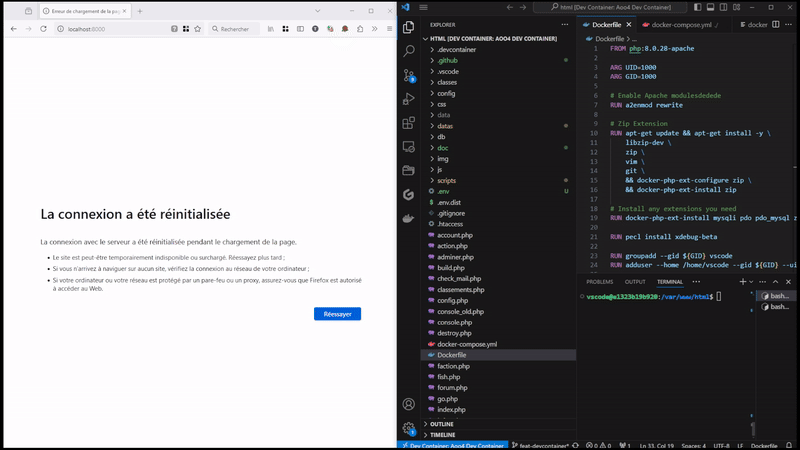 Erreur de chargement de la page
localhost:8000
Rechercher
La connexion a été réinitialisée
La connexion avec le serveur a été réinitialisée pendant le chargement de la page.
Le site est peut-être temporairement indisponible ou surchargé. Réessayez plus tard ;
Si vous n'arrivez à naviguer sur aucun site, vérifiez la connexion au réseau de votre ordinateur ;
Si votre ordinateur ou votre réseau est protégé par un pare-feu ou un proxy, assurez-vous que Firefox est autorisé
à accéder au Web.
Réessayer
html [Dev Container: Aoo4 Dev Container]
EXPLORER
HTML [DEV CONTAINER: AOO4 DEV CONTAINER]
.devcontainer
.github
.vscode
classes
config
css
data
datas
db
doc
img
js
scripts
.env U
.env.dist
.gitignore
.htaccess
account.php
action.php
adminer.php
build.php
check_mail.php
classements.php
config.php
console_old.php
console.php
destroy.php
docker-compose.yml
Dockerfile
faction.php
fish.php
forum.php
go.php
index.php
OUTLINE
TIMELINE
Dockerfile
docker-compose.yml ./
docker
Dockerfile > ...
1 FROM php:8.0.28-apache
2
3 ARG UID=1000
4 ARG GID=1000
5
6 # Enable Apache modulesdedede
7 RUN a2enmod rewrite
8
9 # Zip Extension
10 RUN apt-get update && apt-get install -y \
11 libzip-dev \
12 zip \
13 vim \
14 git \
15 && docker-php-ext-configure zip \
16 && docker-php-ext-install zip
17
18 # Install any extensions you need
19 RUN docker-php-ext-install mysqli pdo pdo_mysql z
20
21 RUN pecl install xdebug-beta
22
23 RUN groupadd --gid ${GID} vscode
24 RUN adduser --home /home/vscode --gid ${GID} --ui
PROBLEMS OUTPUT TERMINAL
vscode@e1323b19b920:/var/www/html$
bash...
bash...
Dev Container: Aoo4 Dev Container
feat-devcontainer*
0 0
1
Ln 33, Col 19
Spaces: 4
UTF-8
LF
Dockerfile